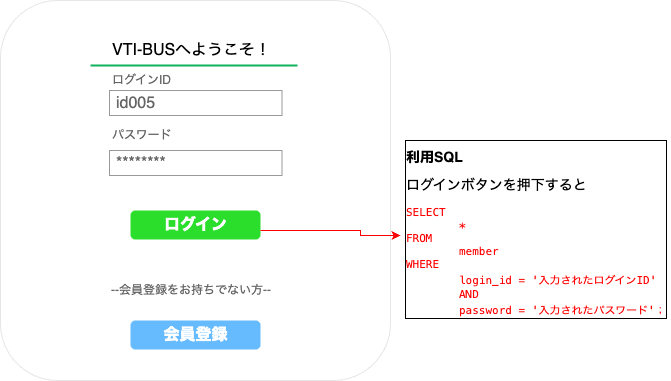 VTI-BUSへようこそ！
ログインID
id005
パスワード
********
ログイン
--会員登録をお持ちでない方--
会員登録
利用SQL
ログインボタンを押下すると
SELECT
*
FROM
member
WHERE
login_id = '入力されたログインID'
AND
password = '入力されたパスワード'；